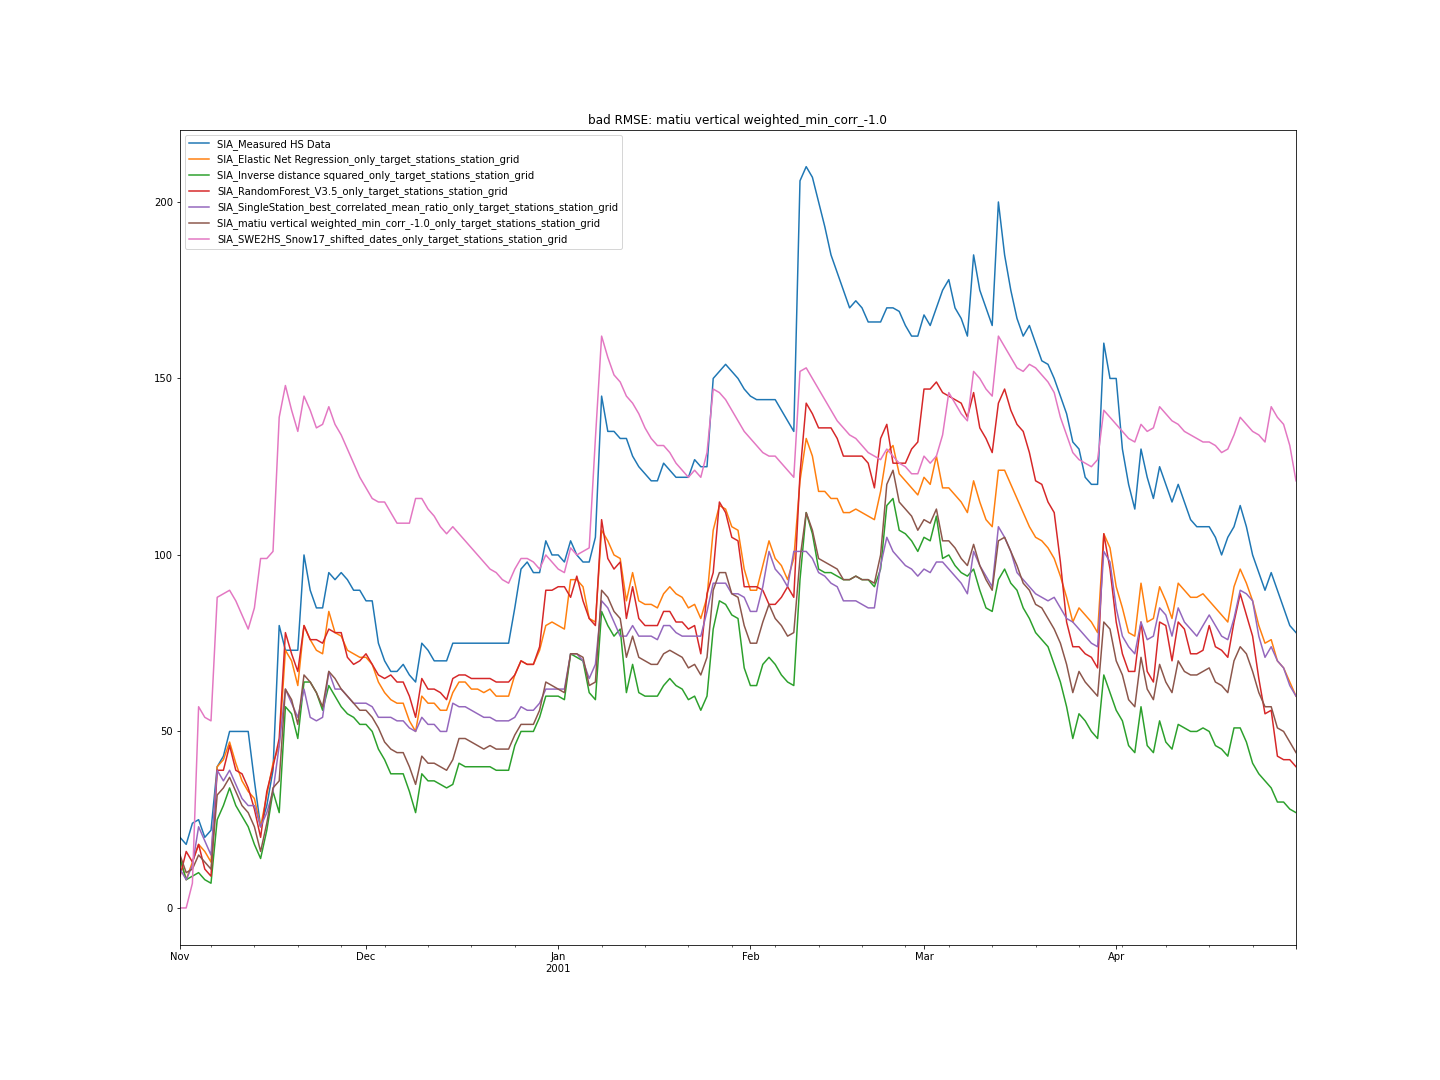 bad RMSE: matiu vertical weighted_min_corr_-1.0
SIA_Measured HS Data
SIA_Elastic Net Regression_only_target_stations_station_grid
SIA_Inverse distance squared_only_target_stations_station_grid
SIA_RandomForest_V3.5_only_target_stations_station_grid
SIA_SingleStation_best_correlated_mean_ratio_only_target_stations_station_grid
SIA_matiu vertical weighted_min_corr_-1.0_only_target_stations_station_grid
SIA_SWE2HS_Snow17_shifted_dates_only_target_stations_station_grid
200
150
100
50
0
Nov Dec Jan Feb Mar Apr
2001